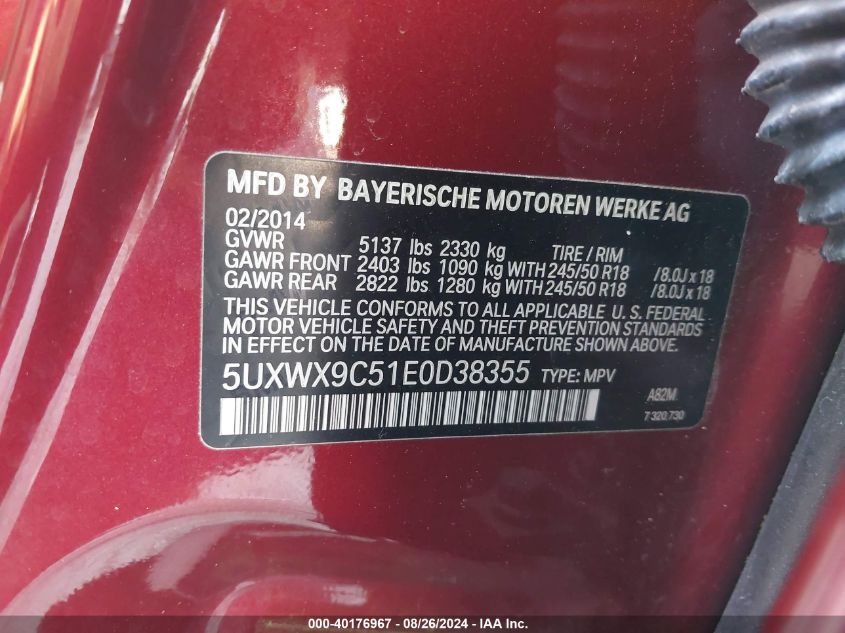 MFD BY BAYERISCHE MOTOREN WERKE AG
02/2014
GVWR 5137 lbs 2330 kg TIRE / RIM
GAWR FRONT 2403 lbs 1090 kg WITH 245/50 R18 /8.0J x 18
GAWR REAR 2822 lbs 1280 kg WITH 245/50 R18 /8.0J x 18
THIS VEHICLE CONFORMS TO ALL APPLICABLE U. S. FEDERAL
MOTOR VEHICLE SAFETY AND THEFT PREVENTION STANDARDS
IN EFFECT ON THE DATE OF MANUFACTURE SHOWN ABOVE.
5UXWX9C51E0D38355 TYPE: MPV
A82M
7 320 730
000-40176967 - 08/26/2024 - IAA Inc.